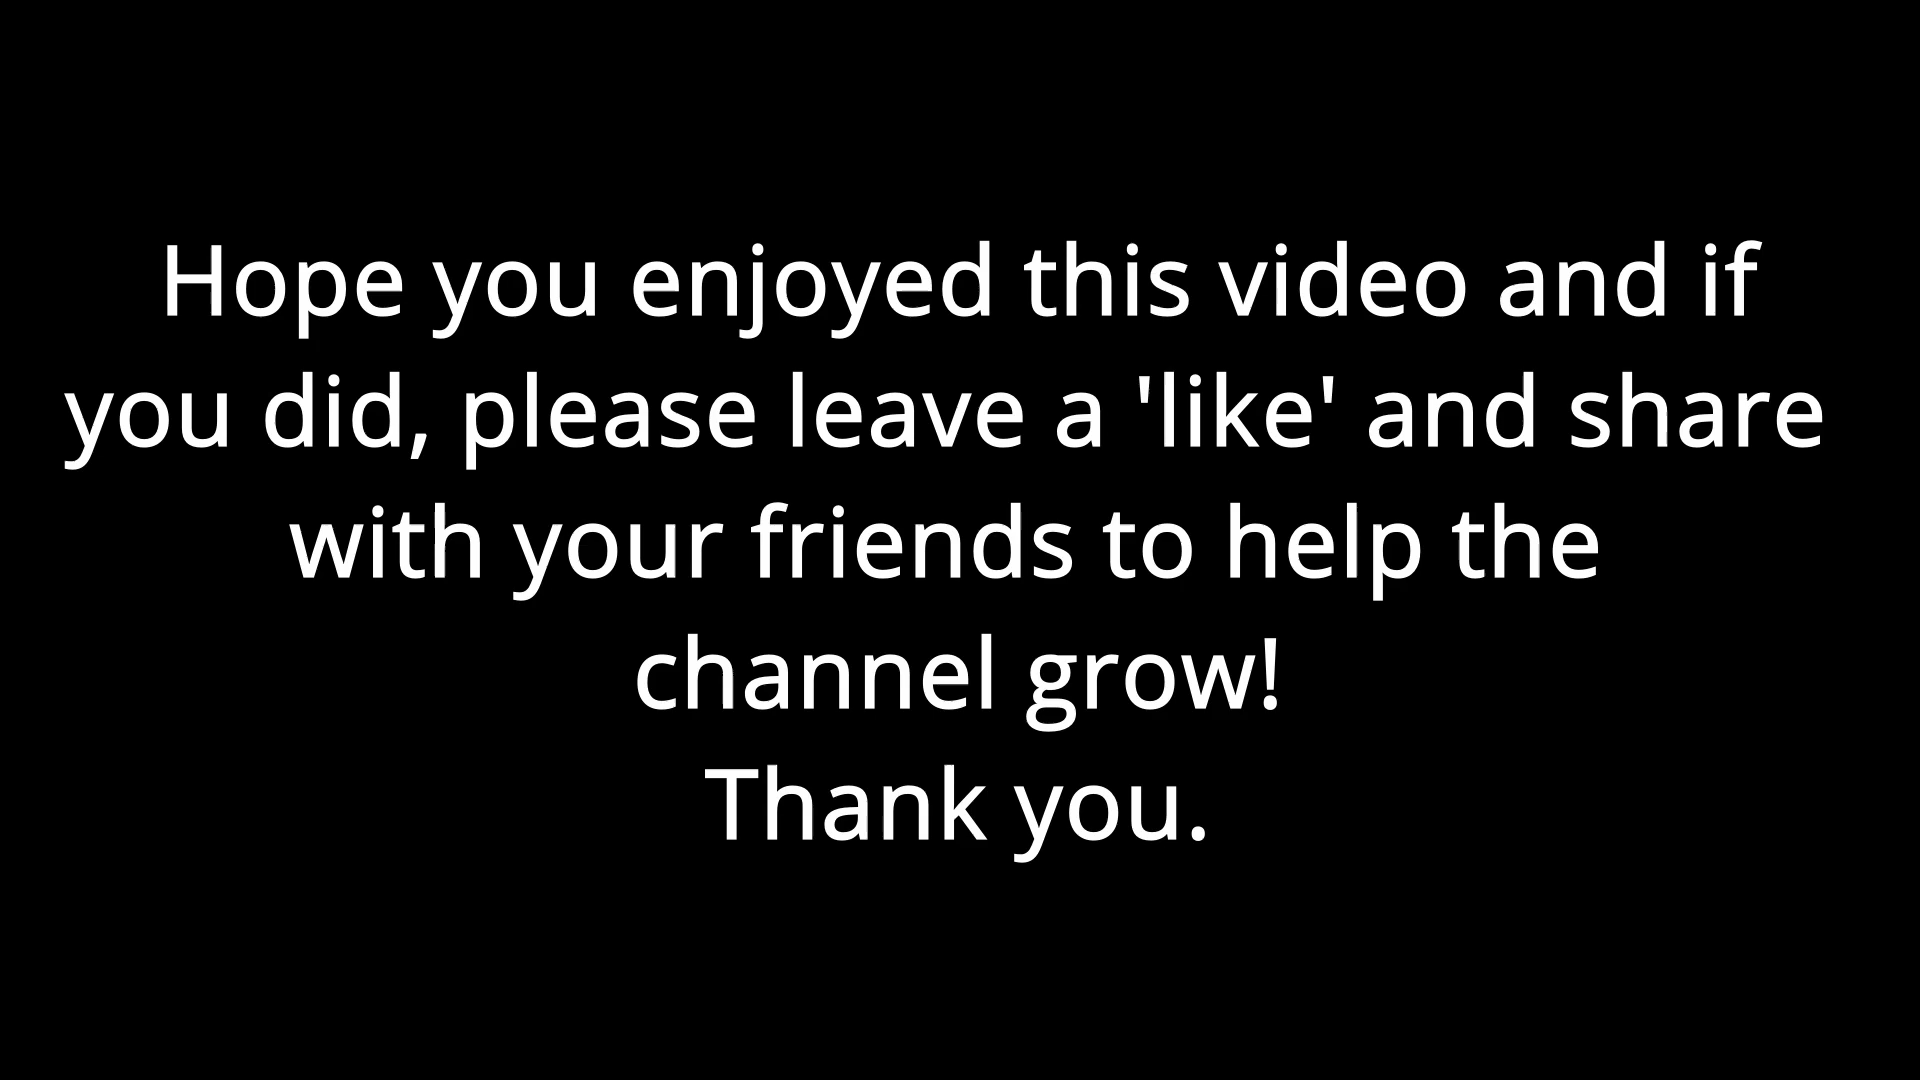 Hope you enjoyed this video and if
you did, please leave a 'like' and share
with your friends to help the
channel grow!
Thank you.